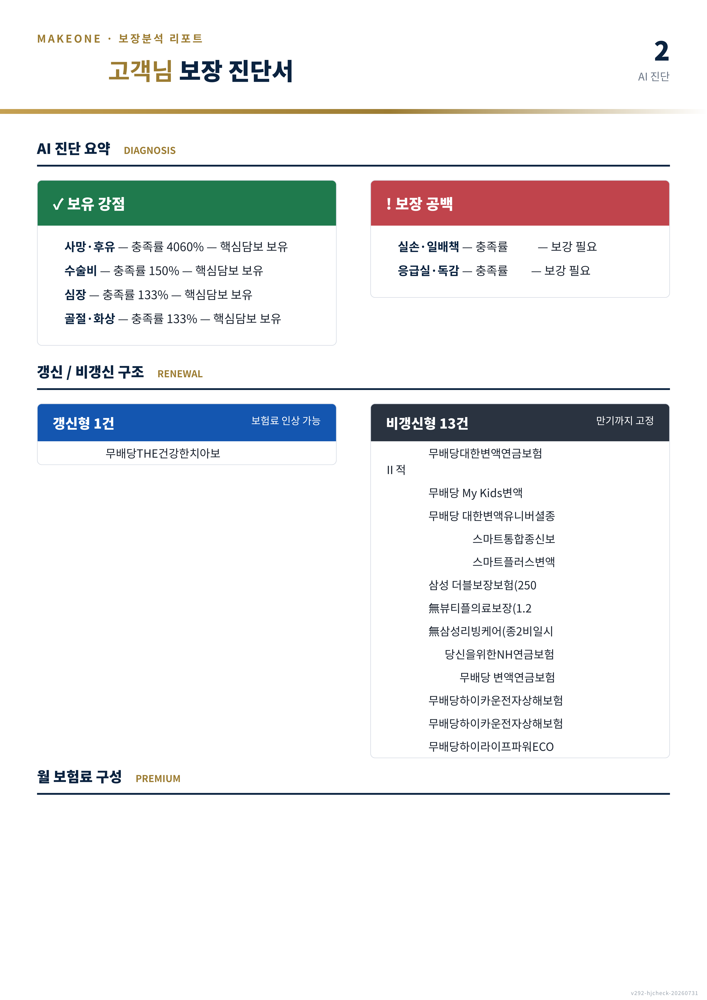 MAKEONE · 보장분석 리포트
고객님 보장 진단서
2
AI 진단
AI 진단 요약 DIAGNOSIS
✓ 보유 강점
사망·후유 — 충족률 4060% — 핵심담보 보유
수술비 — 충족률 150% — 핵심담보 보유
심장 — 충족률 133% — 핵심담보 보유
골절·화상 — 충족률 133% — 핵심담보 보유
! 보장 공백
실손·일배책 — 충족률 — 보강 필요
응급실·독감 — 충족률 — 보강 필요
갱신 / 비갱신 구조 RENEWAL
갱신형 1건 보험료 인상 가능
무배당THE건강한치아보
비갱신형 13건 만기까지 고정
무배당대한변액연금보험
II 적
무배당 My Kids변액
무배당 대한변액유니버셜종
스마트통합종신보
스마트플러스변액
삼성 더블보장보험(250
無뷰티플의료보장(1.2
無삼성리빙케어(종2비일시
당신을위한NH연금보험
무배당 변액연금보험
무배당하이카운전자상해보험
무배당하이카운전자상해보험
무배당하이라이프파워ECO
월 보험료 구성 PREMIUM
v292-hjcheck-20260731